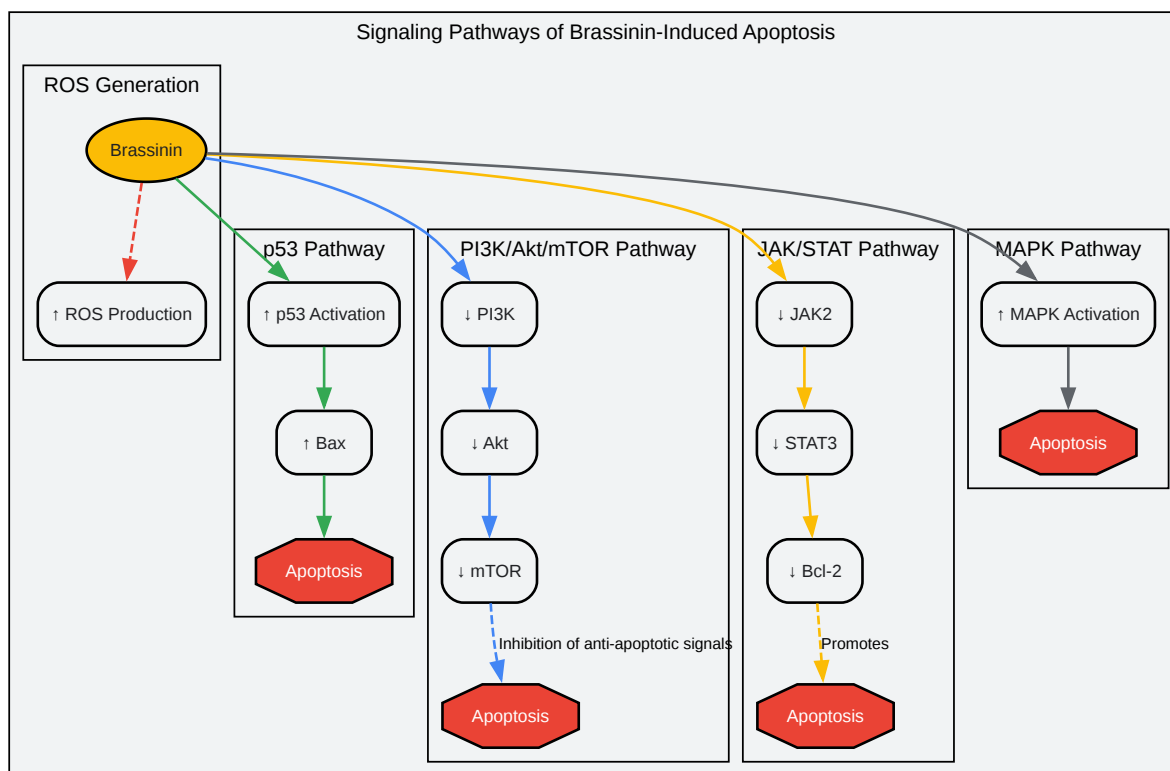 Signaling Pathways of Brassinin-Induced Apoptosis
ROS Generation
Brassinin
↑ ROS Production
p53 Pathway
↑ p53 Activation
↑ Bax
Apoptosis
PI3K/Akt/mTOR Pathway
↓ PI3K
↓ Akt
↓ mTOR
Inhibition of anti-apoptotic signals
Apoptosis
JAK/STAT Pathway
↓ JAK2
↓ STAT3
↓ Bcl-2
Promotes
Apoptosis
MAPK Pathway
↑ MAPK Activation
Apoptosis